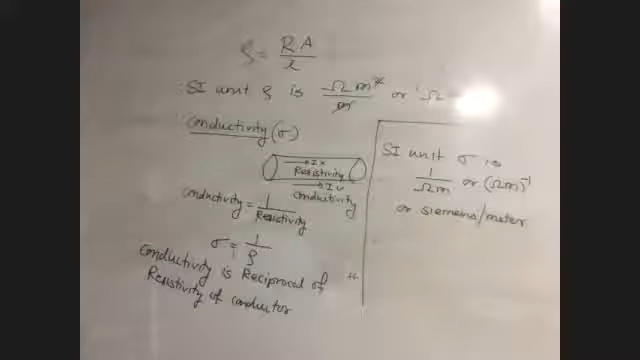 ρ = RA/l
SI unit ρ is Ωm²/m or Ω
Conductivity (σ)
→ I x
Resistivity
→ I ✓
Conductivity
Conductivity = 1/Resistivity
σ = 1/ρ
Conductivity is Reciprocal of
Resistivity of conductor
SI unit σ is
1/Ωm or (Ωm)⁻¹
or siemens/meter